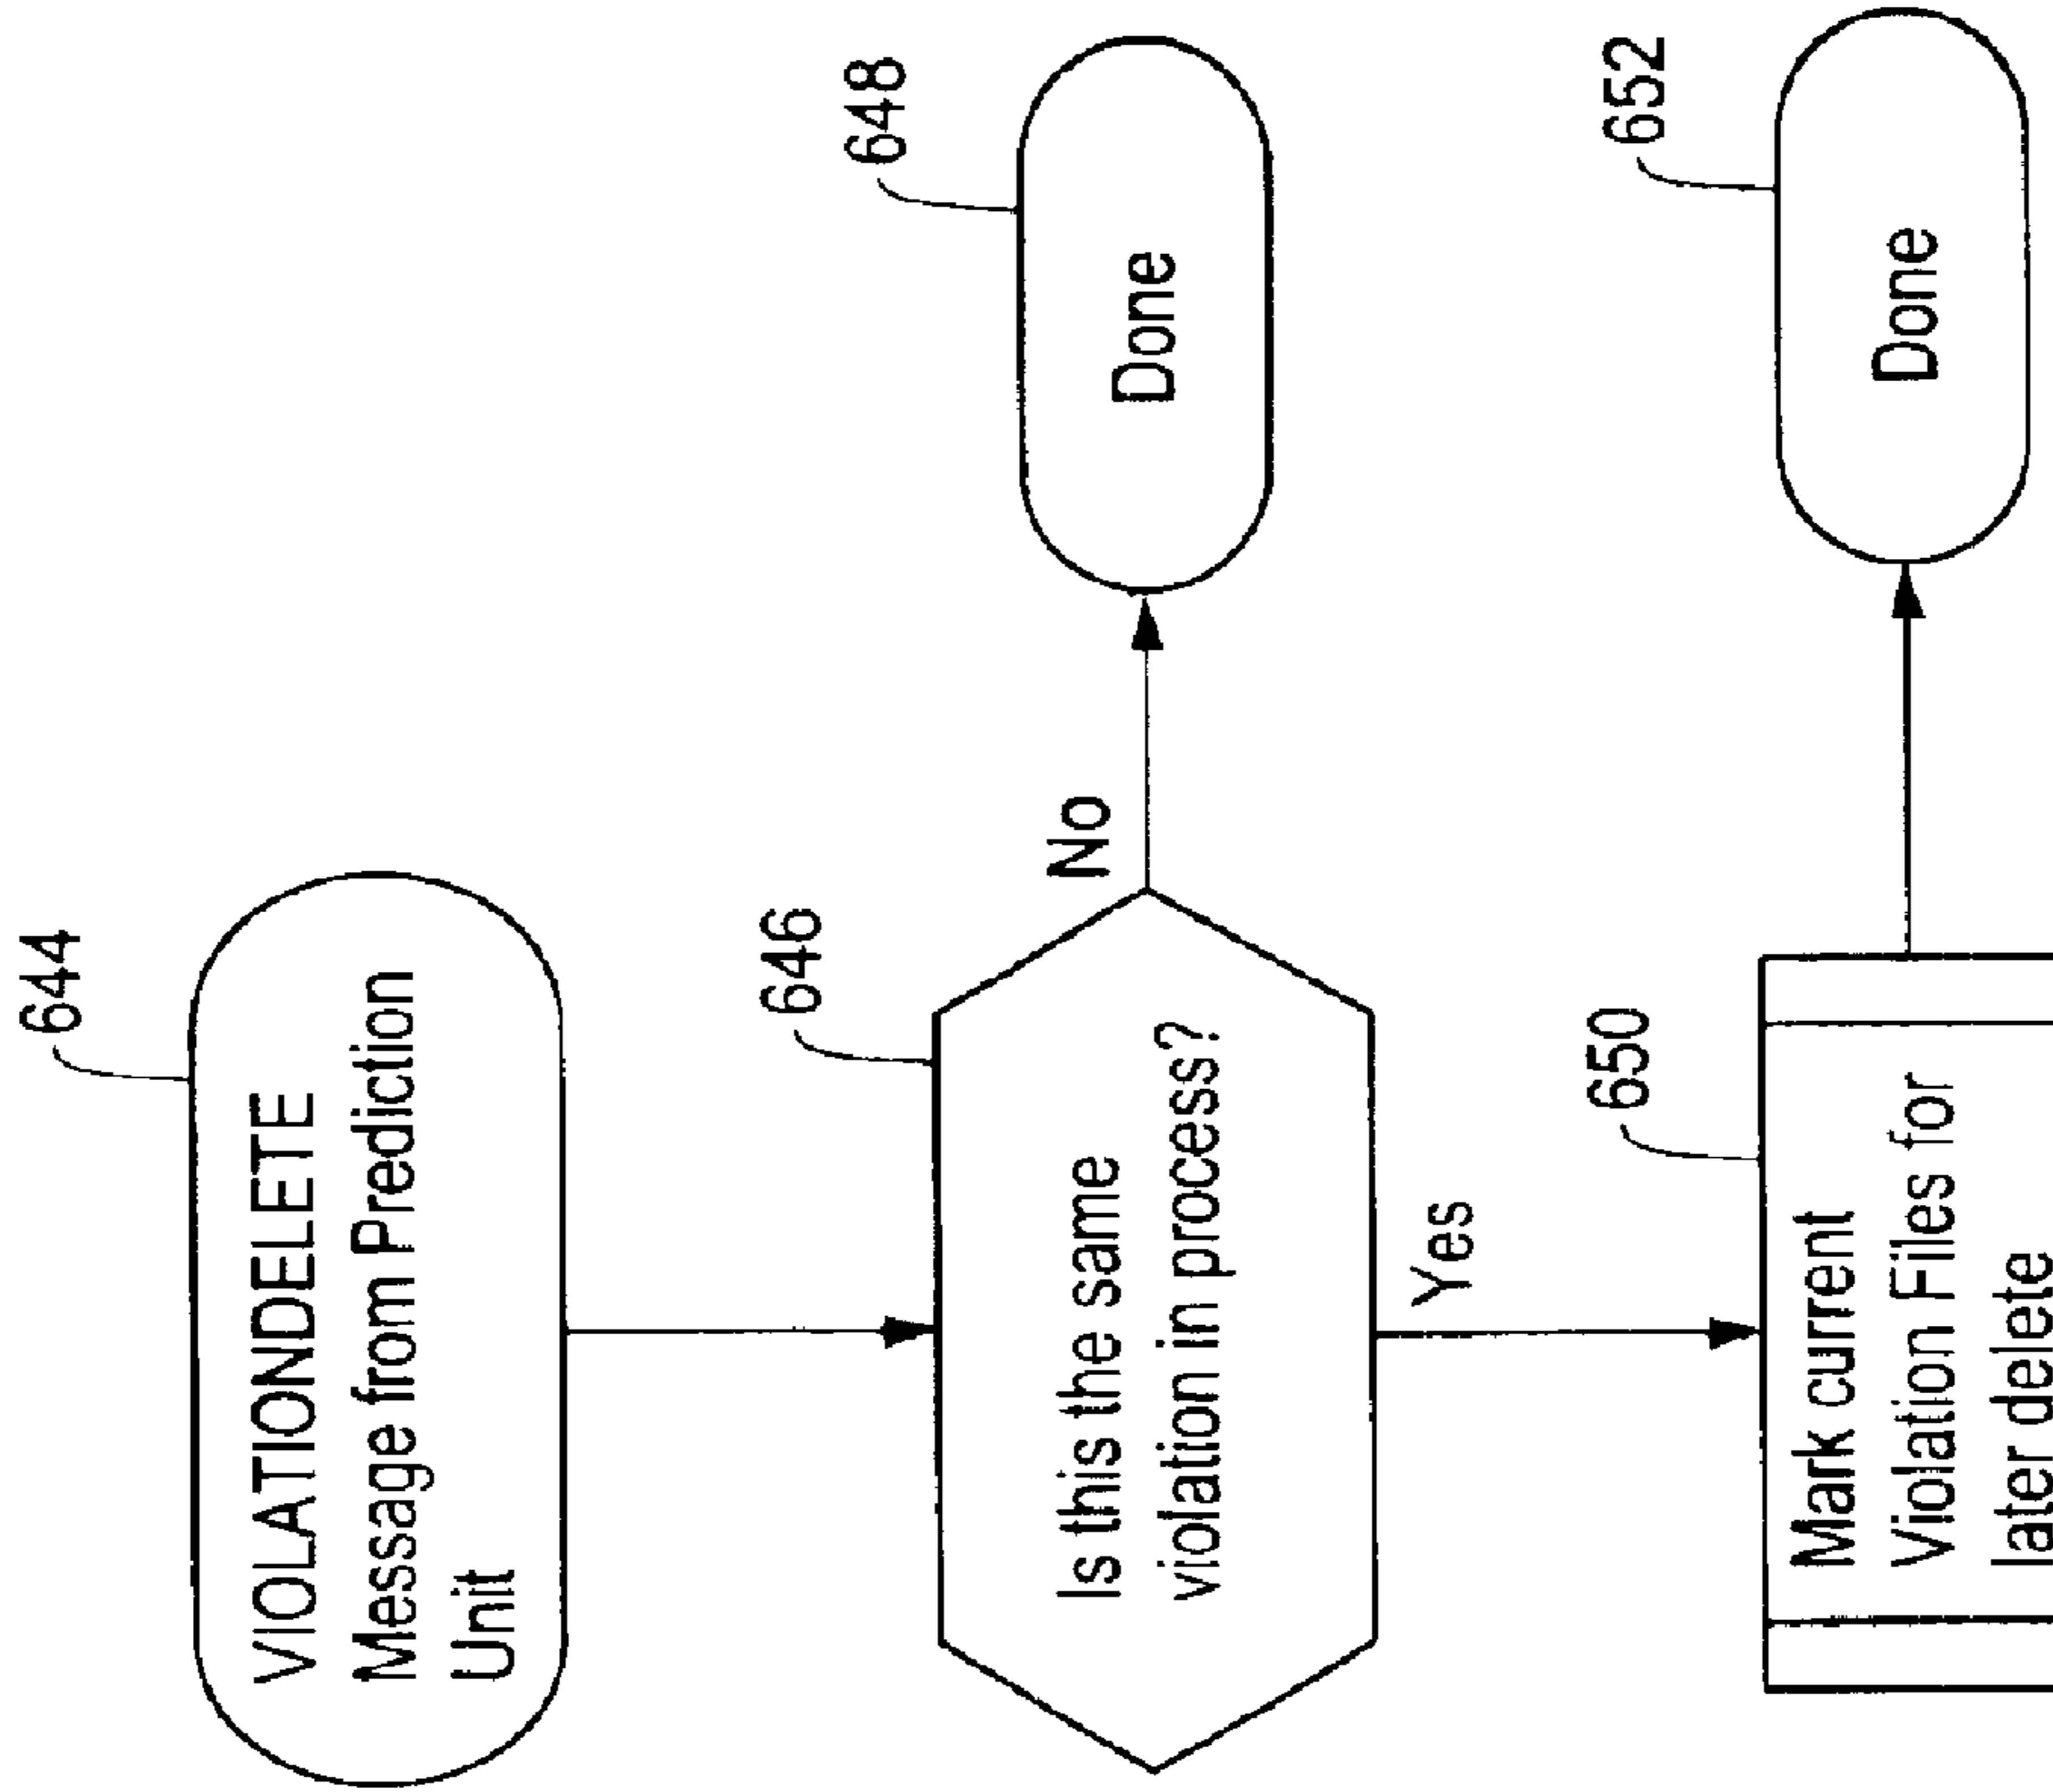 644
VIOLATIONDELETE
Message from Prediction
Unit
646
Is this the same
violation in process?
No
648
Done
Yes
650
Mark current
Violation Files for
later delete
652
Done